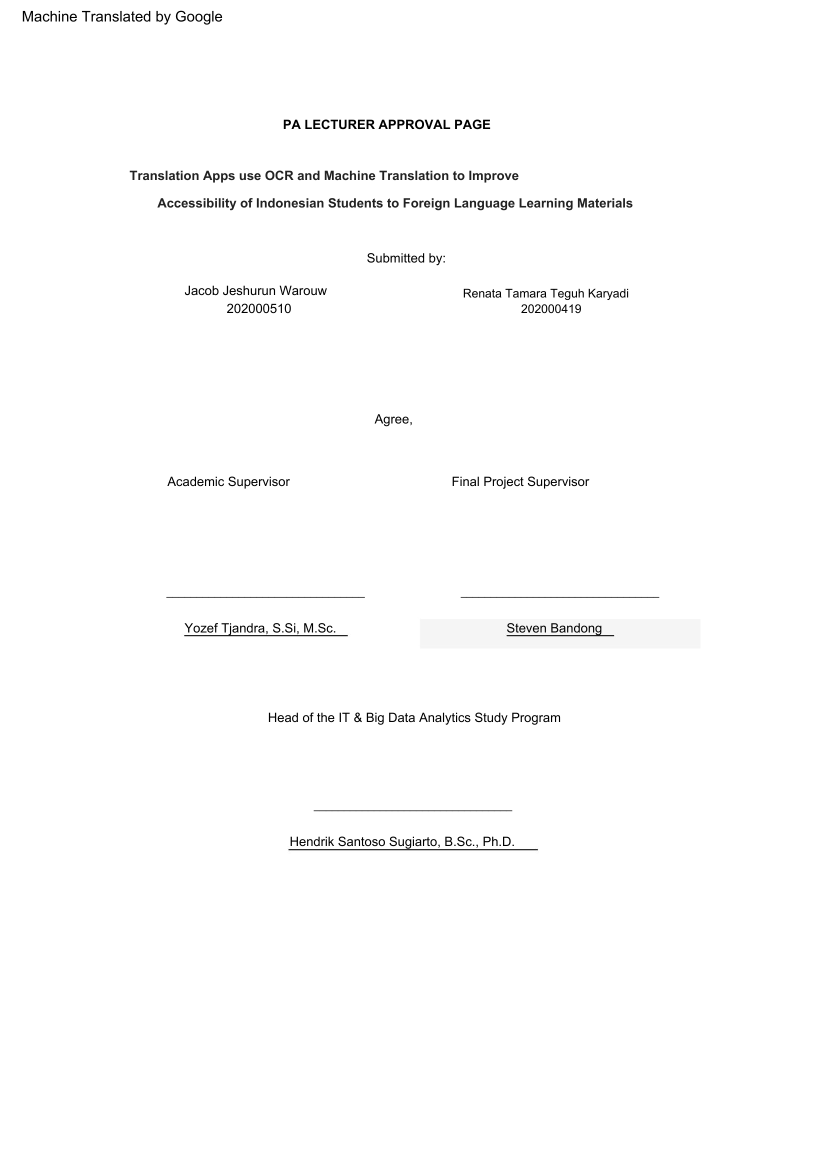 Machine Translated by Google
PA LECTURER APPROVAL PAGE
Translation Apps use OCR and Machine Translation to Improve
Accessibility of Indonesian Students to Foreign Language Learning Materials
Submitted by:
Jacob Jeshurun Warouw
202000510
Renata Tamara Teguh Karyadi
202000419
Agree,
Academic Supervisor
Final Project Supervisor
Yozef Tjandra, S.Si, M.Sc.
Steven Bandong
Head of the IT & Big Data Analytics Study Program
Hendrik Santoso Sugiarto, B.Sc., Ph.D.